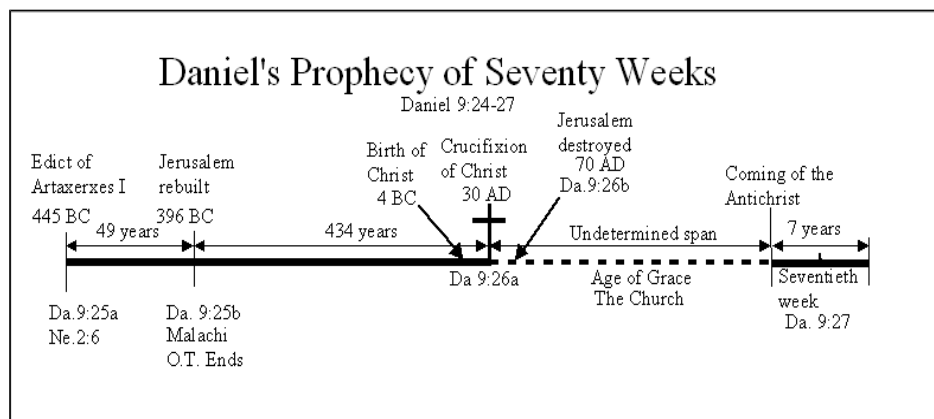 Daniel's Prophecy of Seventy Weeks
Daniel 9:24-27
Edict of
Artaxerxes I
445 BC
Jerusalem
rebuilt
396 BC
Birth of
Christ
4 BC
Crucifixion
of Christ
30 AD
Jerusalem
destroyed
70 AD
Da.9:26b
Coming of the
Antichrist
49 years
434 years
Undetermined span
7 years
Da.9:25a
Ne.2:6
Da. 9:25b
Malachi
O.T. Ends
Da 9:26a
Age of Grace
The Church
Seventieth
week
Da. 9:27